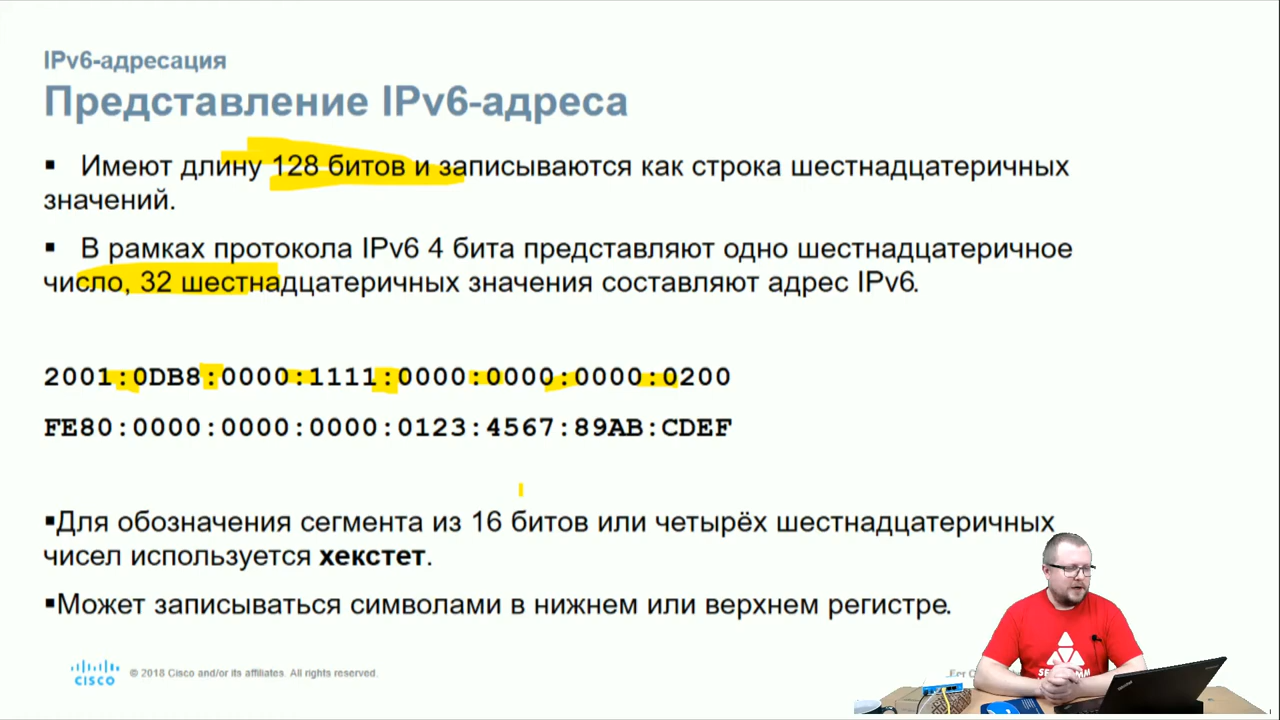 IPv6-адресация
Представление IPv6-адреса
▪ Имеют длину 128 битов и записываются как строка шестнадцатеричных
значений.
▪ В рамках протокола IPv6 4 бита представляют одно шестнадцатеричное
число, 32 шестнадцатеричных значения составляют адрес IPv6.
2001:0DB8:0000:1111:0000:0000:0000:0200
FE80:0000:0000:0000:0123:4567:89AB:CDEF
▪Для обозначения сегмента из 16 битов или четырёх шестнадцатеричных
чисел используется хекстет.
▪Может записываться символами в нижнем или верхнем регистре.
CISCO
© 2018 Cisco and/or its affiliates. All rights reserved.